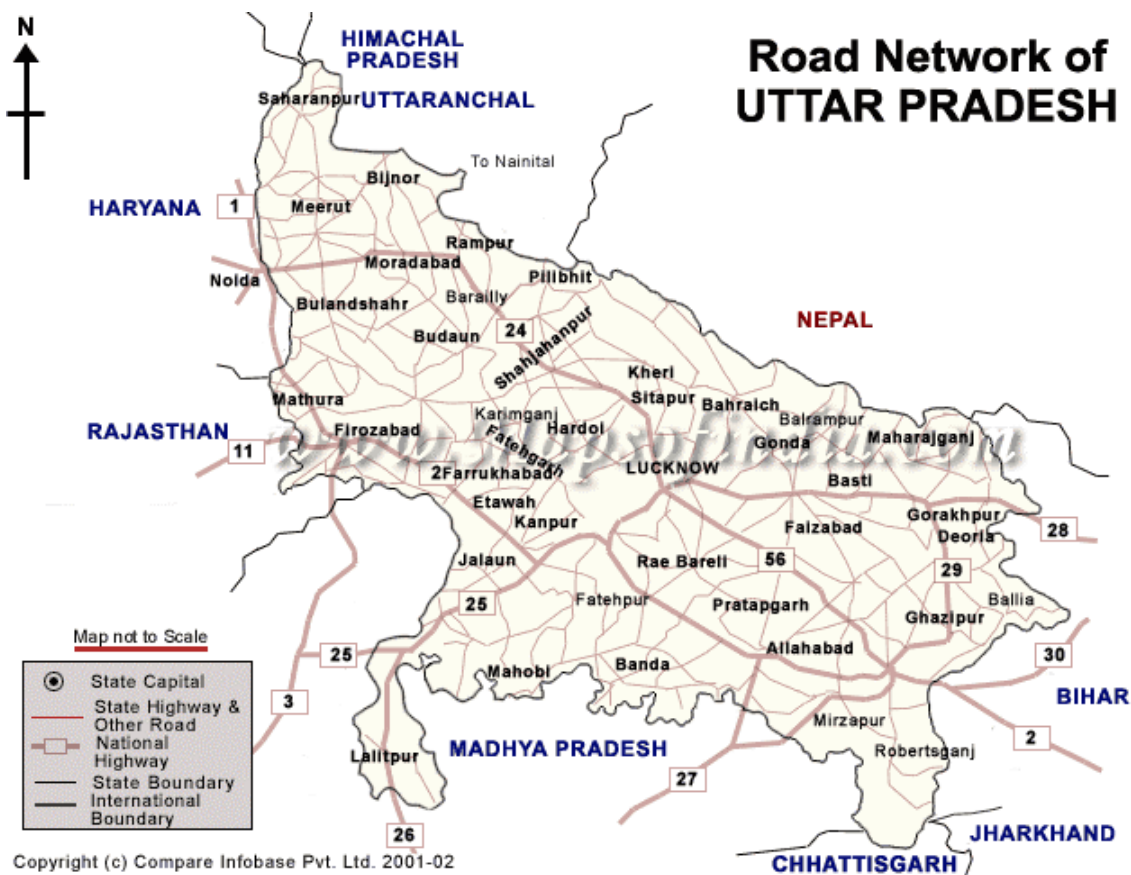 N
Road Network of
UTTAR PRADESH
HIMACHAL
PRADESH
Saharanpur
UTTARANCHAL
To Nainital
Bijnor
HARYANA
1
Meerut
Rampur
Moradabad
Pilibhit
Noida
Barailly
Bulandshahr
NEPAL
Budaun
24
Shahjahanpur
Kheri
Mathura
Sitapur
Bahraich
Karimganj
Balrampur
RAJASTHAN
Firozabad
Hardoi
Gonda
Maharajganj
11
www.mapsofindia.com
Fatehgarh
2
Farrukhabad
LUCKNOW
Basti
Etawah
Kanpur
Faizabad
Gorakhpur
28
Deoria
Jalaun
Rae Bareli
56
29
25
Fatehpur
Pratapgarh
Ballia
Ghazipur
Map not to Scale
25
Allahabad
30
Mahobi
Banda
State Capital
State Highway &
Other Road
National
Highway
State Boundary
International
Boundary
3
BIHAR
Mirzapur
2
Lalitpur
MADHYA PRADESH
Robertsganj
27
26
JHARKHAND
CHHATTISGARH
Copyright (c) Compare Infobase Pvt. Ltd. 2001-02